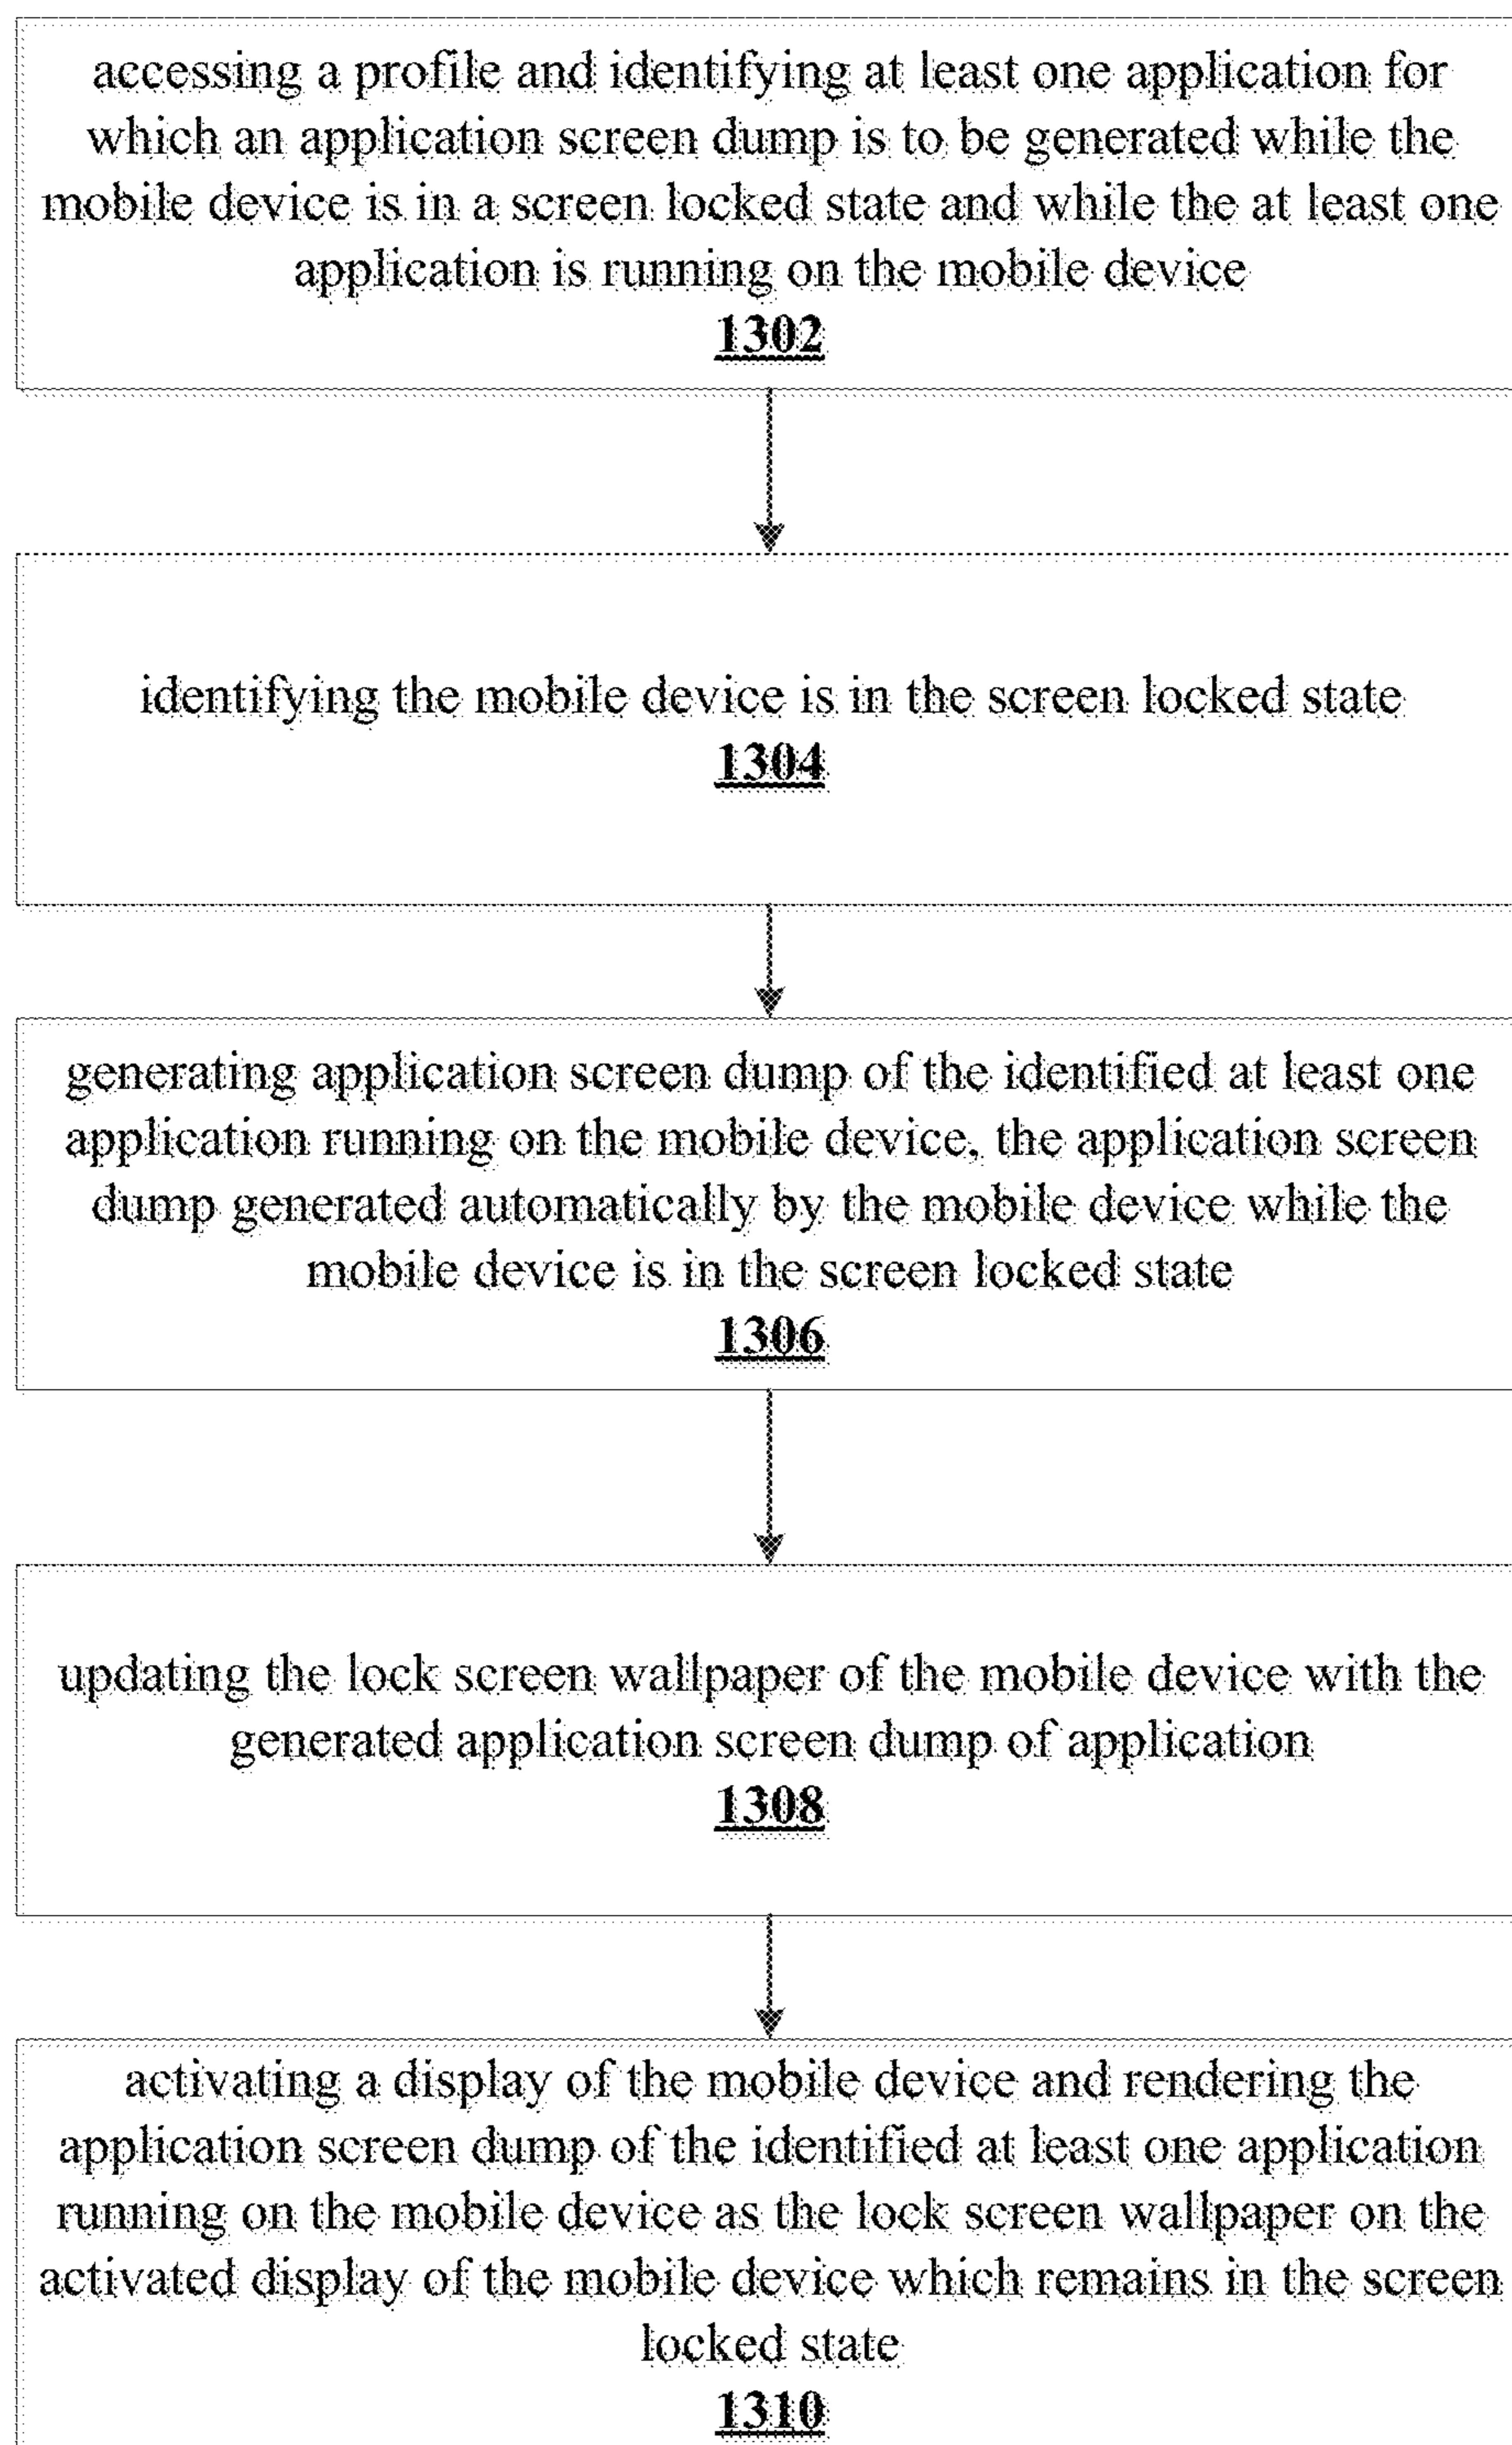 accessing a profile and identifying at least one application for
which an application screen dump is to be generated while the
mobile device is in a screen locked state and while the at least one
application is running on the mobile device
1302
identifying the mobile device is in the screen locked state
1304
generating application screen dump of the identified at least one
application running on the mobile device, the application screen
dump generated automatically by the mobile device while the
mobile device is in the screen locked state
1306
updating the lock screen wallpaper of the mobile device with the
generated application screen dump of application
1308
activating a display of the mobile device and rendering the
application screen dump of the identified at least one application
running on the mobile device as the lock screen wallpaper on the
activated display of the mobile device which remains in the screen
locked state
1310